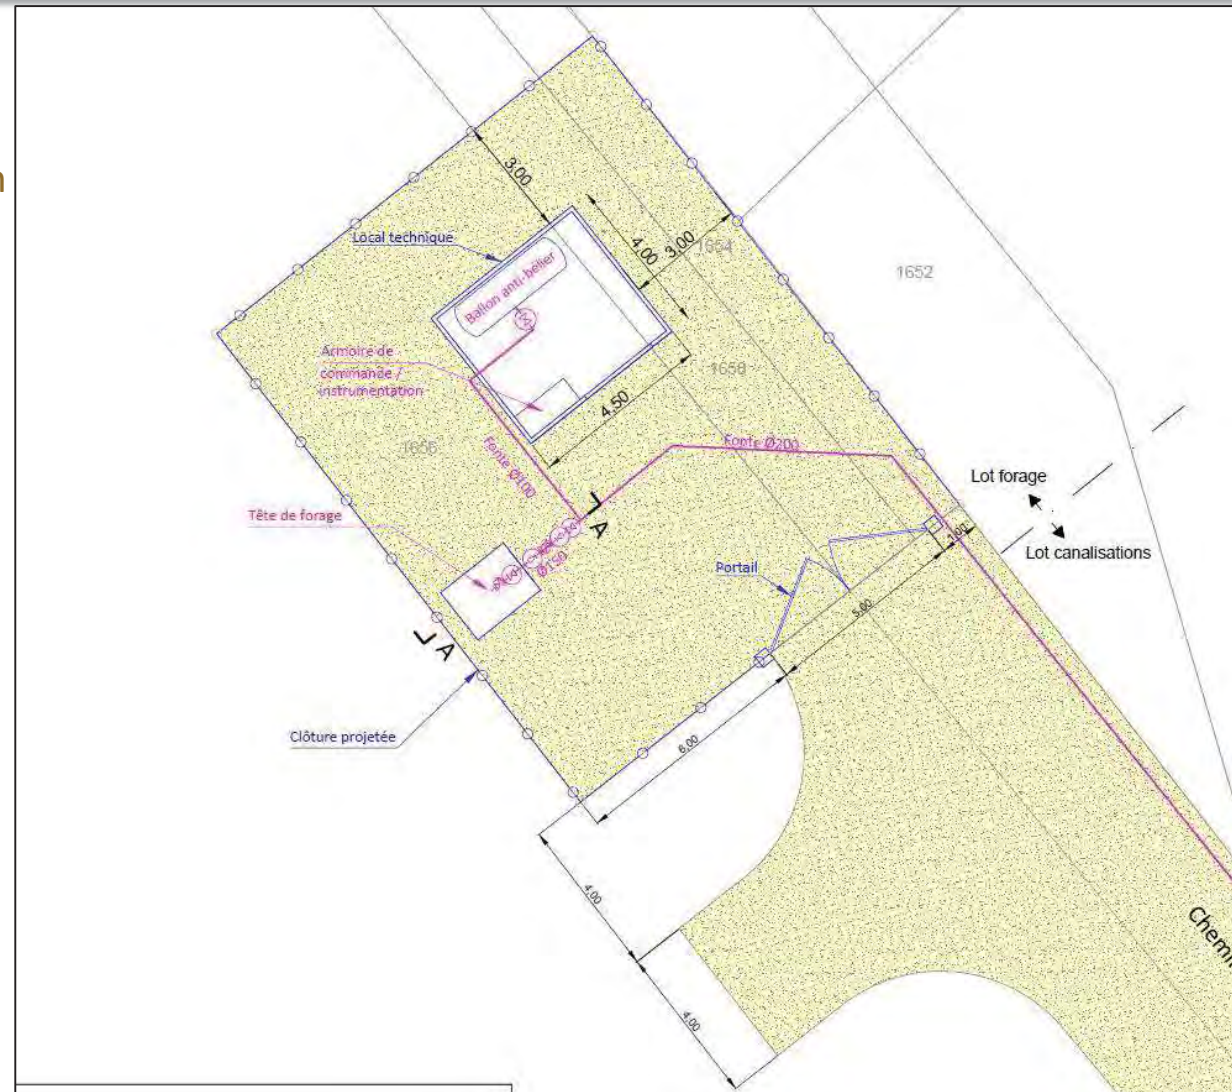 n
3,00
Local technique
4,00
3,00
1654
1652
Ballon anti-bélier
Armoire de
commande /
instrumentation
1658
4,50
1656
Fonte Ø100
Fonte Ø200
Lot forage
Tête de forage
A
Ø150
1,00
Lot canalisations
Portail
5,00
A
Clôture projetée
6,00
4,00
Chemin
4,00